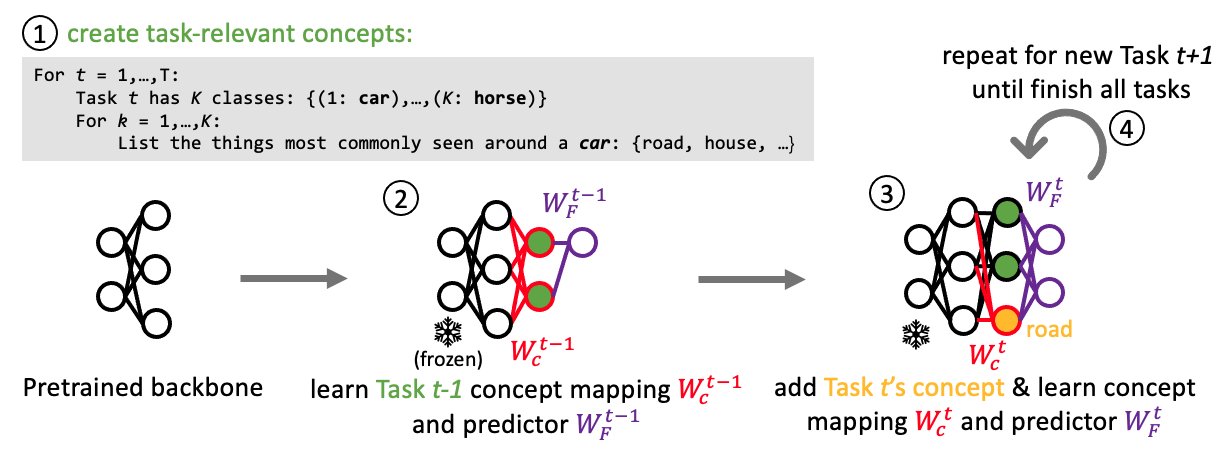 ① create task-relevant concepts:
For t = 1,…,T:
Task t has K classes: {(1: car),…,(K: horse)}
For k = 1,…,K:
List the things most commonly seen around a car: {road, house, …}
repeat for new Task t+1
until finish all tasks
④
Pretrained backbone
②
W_F^{t−1}
(frozen)
W_c^{t−1}
learn Task t-1 concept mapping W_c^{t−1}
and predictor W_F^{t−1}
③
W_F^t
road
W_c^t
add Task t's concept & learn concept
mapping W_c^t and predictor W_F^t